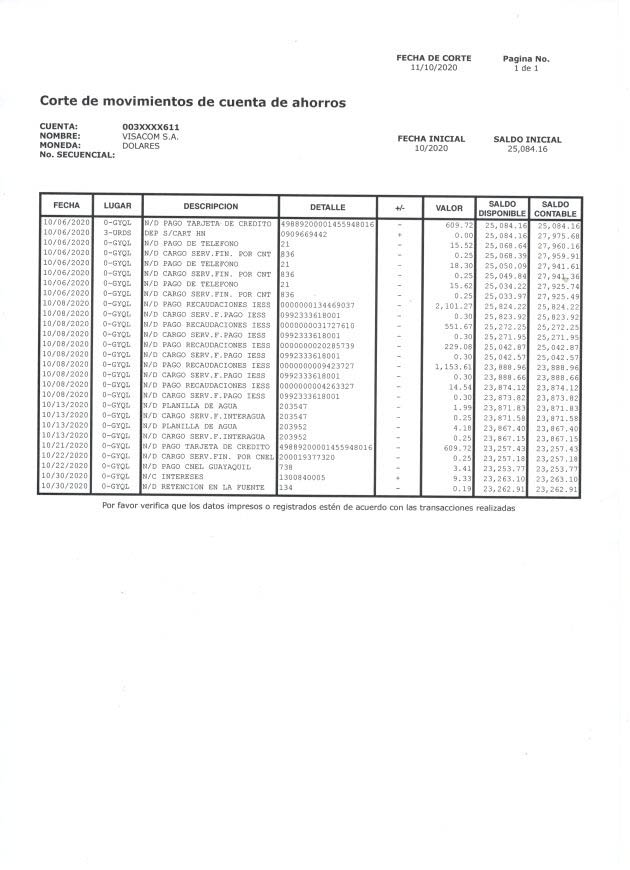 FECHA DE CORTE Pagina No.
11/10/2020 1 de 1
Corte de movimientos de cuenta de ahorros
CUENTA: 003XXXX611
NOMBRE: VISACOM S.A.
MONEDA: DOLARES
No. SECUENCIAL:
FECHA INICIAL SALDO INICIAL
10/2020 25,084.16
FECHA LUGAR DESCRIPCION DETALLE +/- VALOR SALDO DISPONIBLE SALDO CONTABLE
10/06/2020 0-GYQL N/D PAGO TARJETA DE CREDITO 49889200001455948016 - 609.72 25,084.16 25,084.16
10/06/2020 3-URDS DEP S/CART HN 0909669442 + 0.00 25,084.16 27,975.68
10/06/2020 0-GYQL N/D PAGO DE TELEFONO 21 - 15.52 25,068.64 27,960.16
10/06/2020 0-GYQL N/D CARGO SERV.FIN. POR CNT 836 - 0.25 25,068.39 27,959.91
10/06/2020 0-GYQL N/D PAGO DE TELEFONO 21 - 18.30 25,050.09 27,941.61
10/06/2020 0-GYQL N/D CARGO SERV.FIN. POR CNT 836 - 0.25 25,049.84 27,941.36
10/06/2020 0-GYQL N/D PAGO DE TELEFONO 21 - 15.62 25,034.22 27,925.74
10/06/2020 0-GYQL N/D CARGO SERV.FIN. POR CNT 836 - 0.25 25,033.97 27,925.49
10/08/2020 0-GYQL N/D PAGO RECAUDACIONES IESS 0000000134469037 - 2,101.27 25,824.22 25,824.22
10/08/2020 0-GYQL N/D CARGO SERV.F.PAGO IESS 0992333618001 - 0.30 25,823.92 25,823.92
10/08/2020 0-GYQL N/D PAGO RECAUDACIONES IESS 0000000031727610 - 551.67 25,272.25 25,272.25
10/08/2020 0-GYQL N/D CARGO SERV.F.PAGO IESS 0992333618001 - 0.30 25,271.95 25,271.95
10/08/2020 0-GYQL N/D PAGO RECAUDACIONES IESS 0000000020285739 - 229.08 25,042.87 25,042.87
10/08/2020 0-GYQL N/D CARGO SERV.F.PAGO IESS 0992333618001 - 0.30 25,042.57 25,042.57
10/08/2020 0-GYQL N/D PAGO RECAUDACIONES IESS 0000000009423727 - 1,153.61 23,888.96 23,888.96
10/08/2020 0-GYQL N/D CARGO SERV.F.PAGO IESS 0992333618001 - 0.30 23,888.66 23,888.66
10/08/2020 0-GYQL N/D PAGO RECAUDACIONES IESS 0000000004263327 - 14.54 23,874.12 23,874.12
10/08/2020 0-GYQL N/D CARGO SERV.F.PAGO IESS 0992333618001 - 0.30 23,873.82 23,873.82
10/13/2020 0-GYQL N/D PLANILLA DE AGUA 203547 - 1.99 23,871.83 23,871.83
10/13/2020 0-GYQL N/D CARGO SERV.F.INTERAGUA 203547 - 0.25 23,871.58 23,871.58
10/13/2020 0-GYQL N/D PLANILLA DE AGUA 203952 - 4.18 23,867.40 23,867.40
10/13/2020 0-GYQL N/D CARGO SERV.F.INTERAGUA 203952 - 0.25 23,867.15 23,867.15
10/21/2020 0-GYQL N/D PAGO TARJETA DE CREDITO 49889200001455948016 - 609.72 23,257.43 23,257.43
10/22/2020 0-GYQL N/D CARGO SERV.FIN. POR CNEL 200019377320 - 0.25 23,257.18 23,257.18
10/22/2020 0-GYQL N/D PAGO CNEL GUAYAQUIL 738 - 3.41 23,253.77 23,253.77
10/30/2020 0-GYQL N/C INTERESES 1300840005 + 9.33 23,263.10 23,263.10
10/30/2020 0-GYQL N/D RETENCION EN LA FUENTE 134 - 0.19 23,262.91 23,262.91
Por favor verifica que los datos impresos o registrados estén de acuerdo con las transacciones realizadas